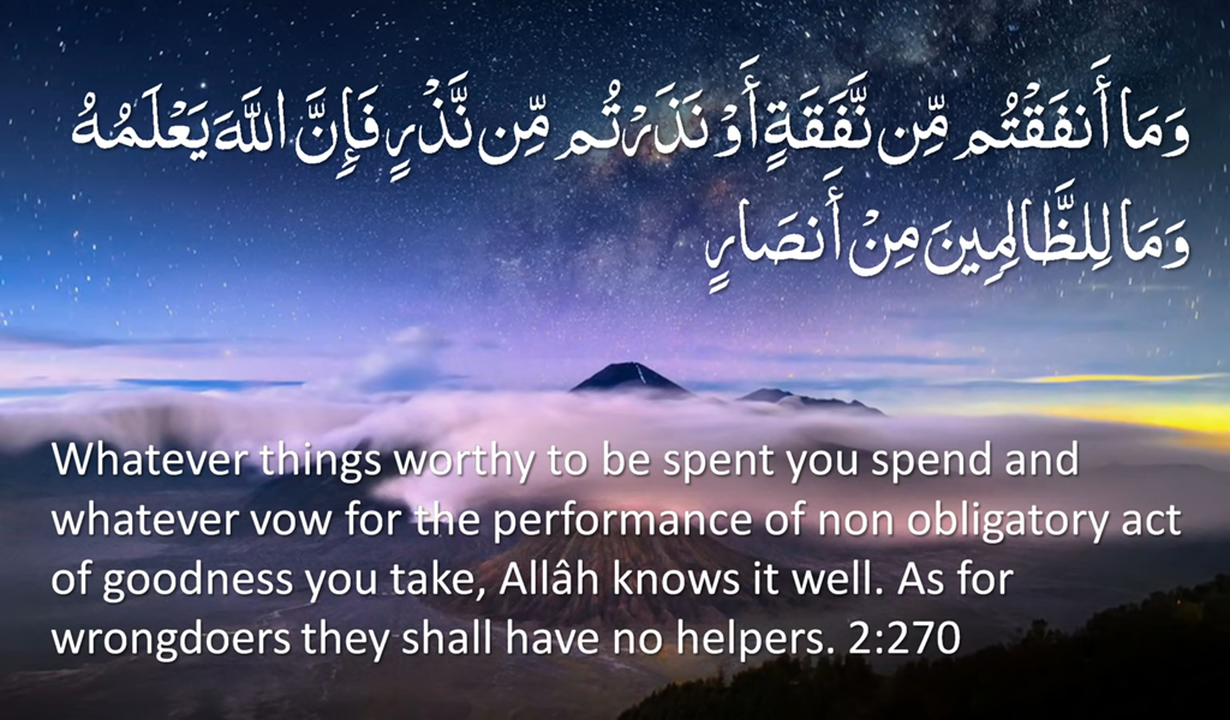 وَمَا أَنفَقْتُم مِّن نَّفَقَةٍ أَوْ نَذَرْتُم مِّن نَّذْرٍ فَإِنَّ اللَّهَ يَعْلَمُهُ
وَمَا لِلظَّالِمِينَ مِنْ أَنصَارٍ
Whatever things worthy to be spent you spend and
whatever vow for the performance of non obligatory act
of goodness you take, Allâh knows it well. As for
wrongdoers they shall have no helpers. 2:270